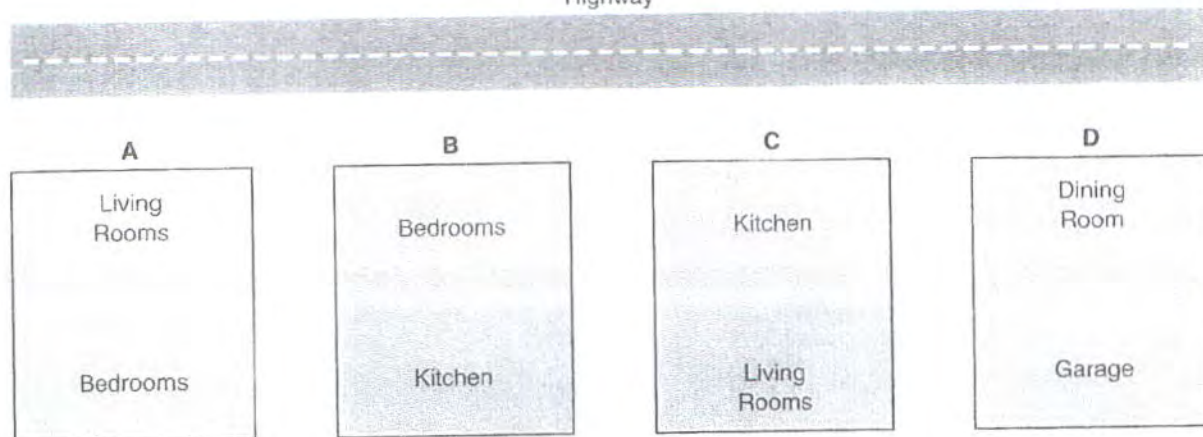 Highway
A
B
C
D
Living
Rooms
Bedrooms
Kitchen
Dining
Room
Bedrooms
Kitchen
Living
Rooms
Garage